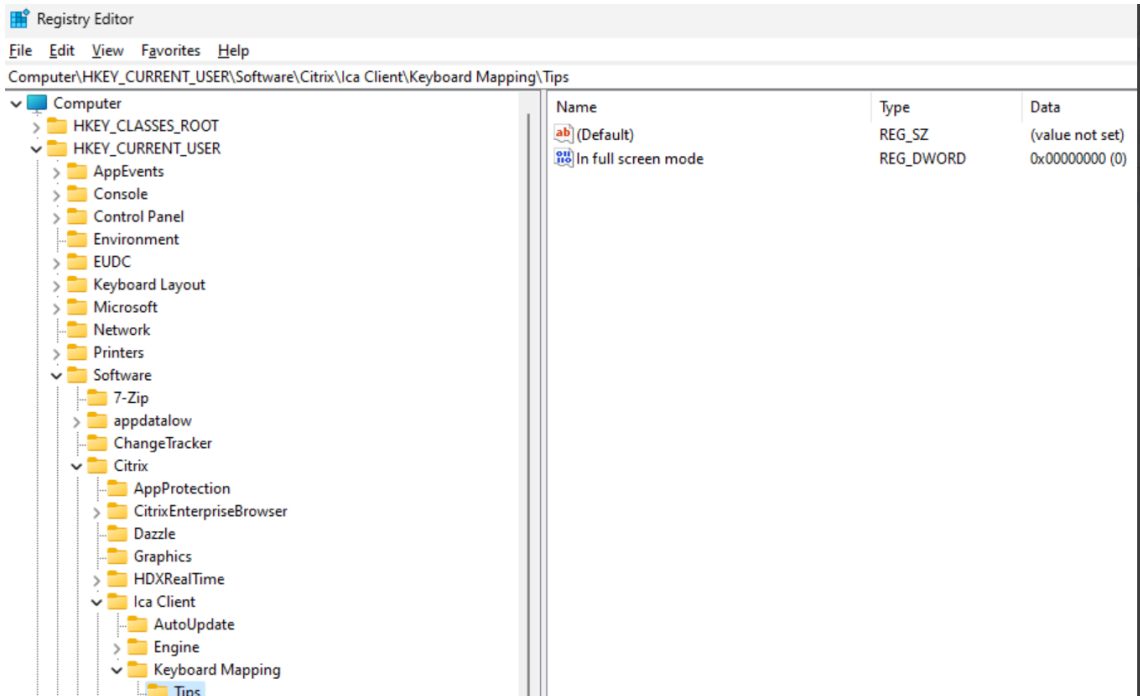 Registry Editor
File Edit View Favorites Help
Computer\HKEY_CURRENT_USER\Software\Citrix\Ica Client\Keyboard Mapping\Tips
Computer
HKEY_CLASSES_ROOT
HKEY_CURRENT_USER
AppEvents
Console
Control Panel
Environment
EUDC
Keyboard Layout
Microsoft
Network
Printers
Software
7-Zip
appdatalow
ChangeTracker
Citrix
AppProtection
CitrixEnterpriseBrowser
Dazzle
Graphics
HDXRealTime
Ica Client
AutoUpdate
Engine
Keyboard Mapping
Tips
Name Type Data
(Default) REG_SZ (value not set)
In full screen mode REG_DWORD 0x00000000 (0)